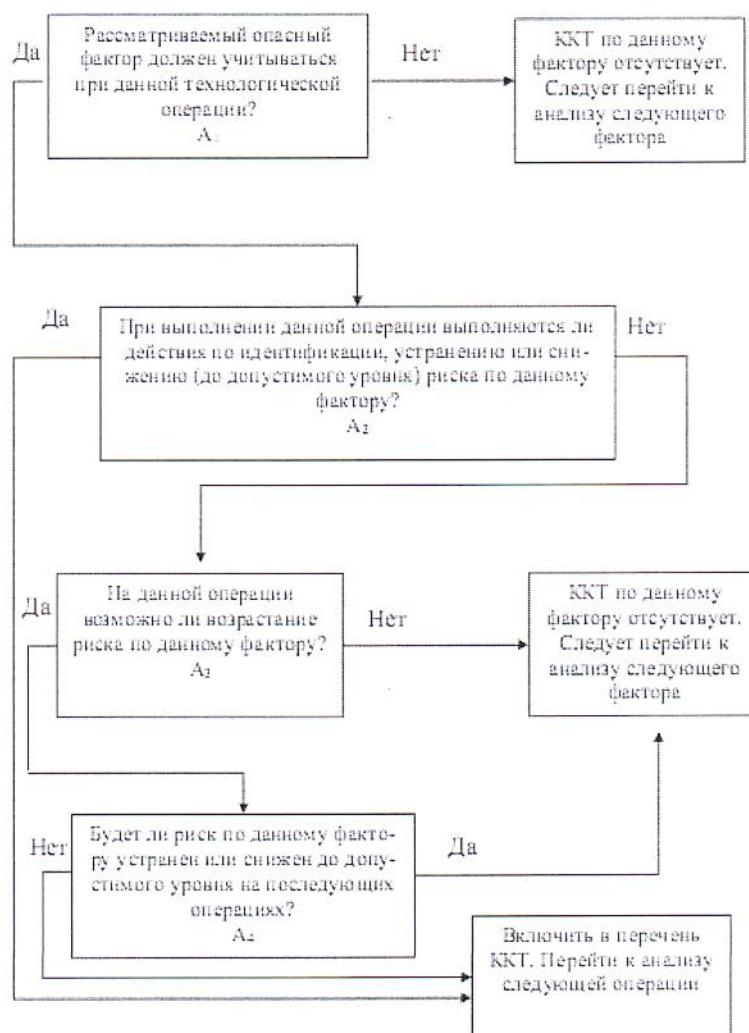 Да
Рассматриваемый опасный
фактор должен учитываться
при данной технологической
операции?
A₁
Нет
ККТ по данному
фактору отсутствует.
Следует перейти к
анализу следующего
фактора
Да
При выполнении данной операции выполняются ли
действия по идентификации, устранению или сни-
жению (до допустимого уровня) риска по данному
фактору?
A₂
Нет
Да
На данной операции
возможно ли возрастание
риска по данному фактору?
A₃
Нет
ККТ по данному
фактору отсутствует.
Следует перейти к
анализу следующего
фактора
Нет
Будет ли риск по данному факто-
ру устранен или снижен до допу-
стимого уровня на последующих
операциях?
A₄
Да
Включить в перечень
ККТ. Перейти к анализу
следующей операции